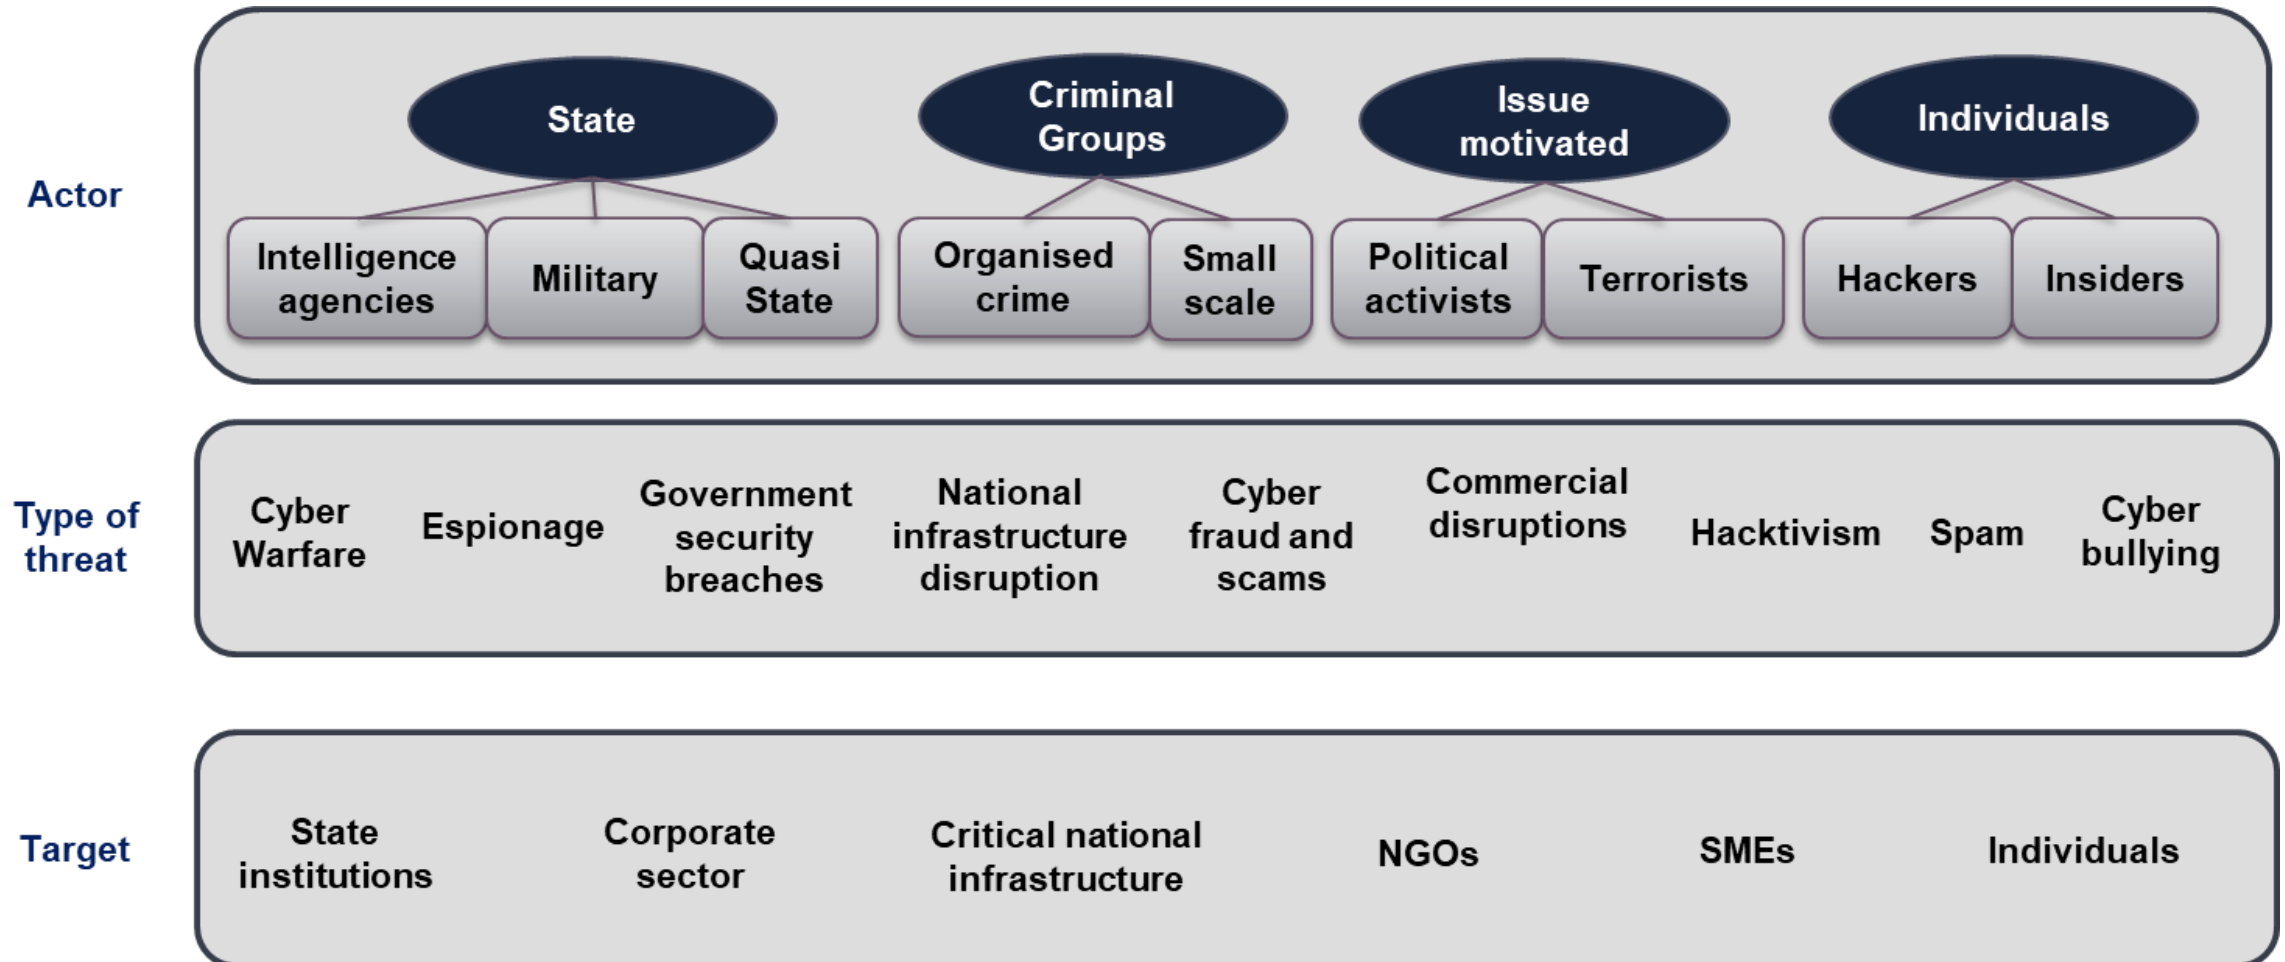 Actor
State
Criminal
Groups
Issue
motivated
Individuals
Intelligence
agencies
Military
Quasi
State
Organised
crime
Small
scale
Political
activists
Terrorists
Hackers
Insiders
Type of
threat
Cyber
Warfare
Espionage
Government
security
breaches
National
infrastructure
disruption
Cyber
fraud and
scams
Commercial
disruptions
Hacktivism
Spam
Cyber
bullying
Target
State
institutions
Corporate
sector
Critical national
infrastructure
NGOs
SMEs
Individuals